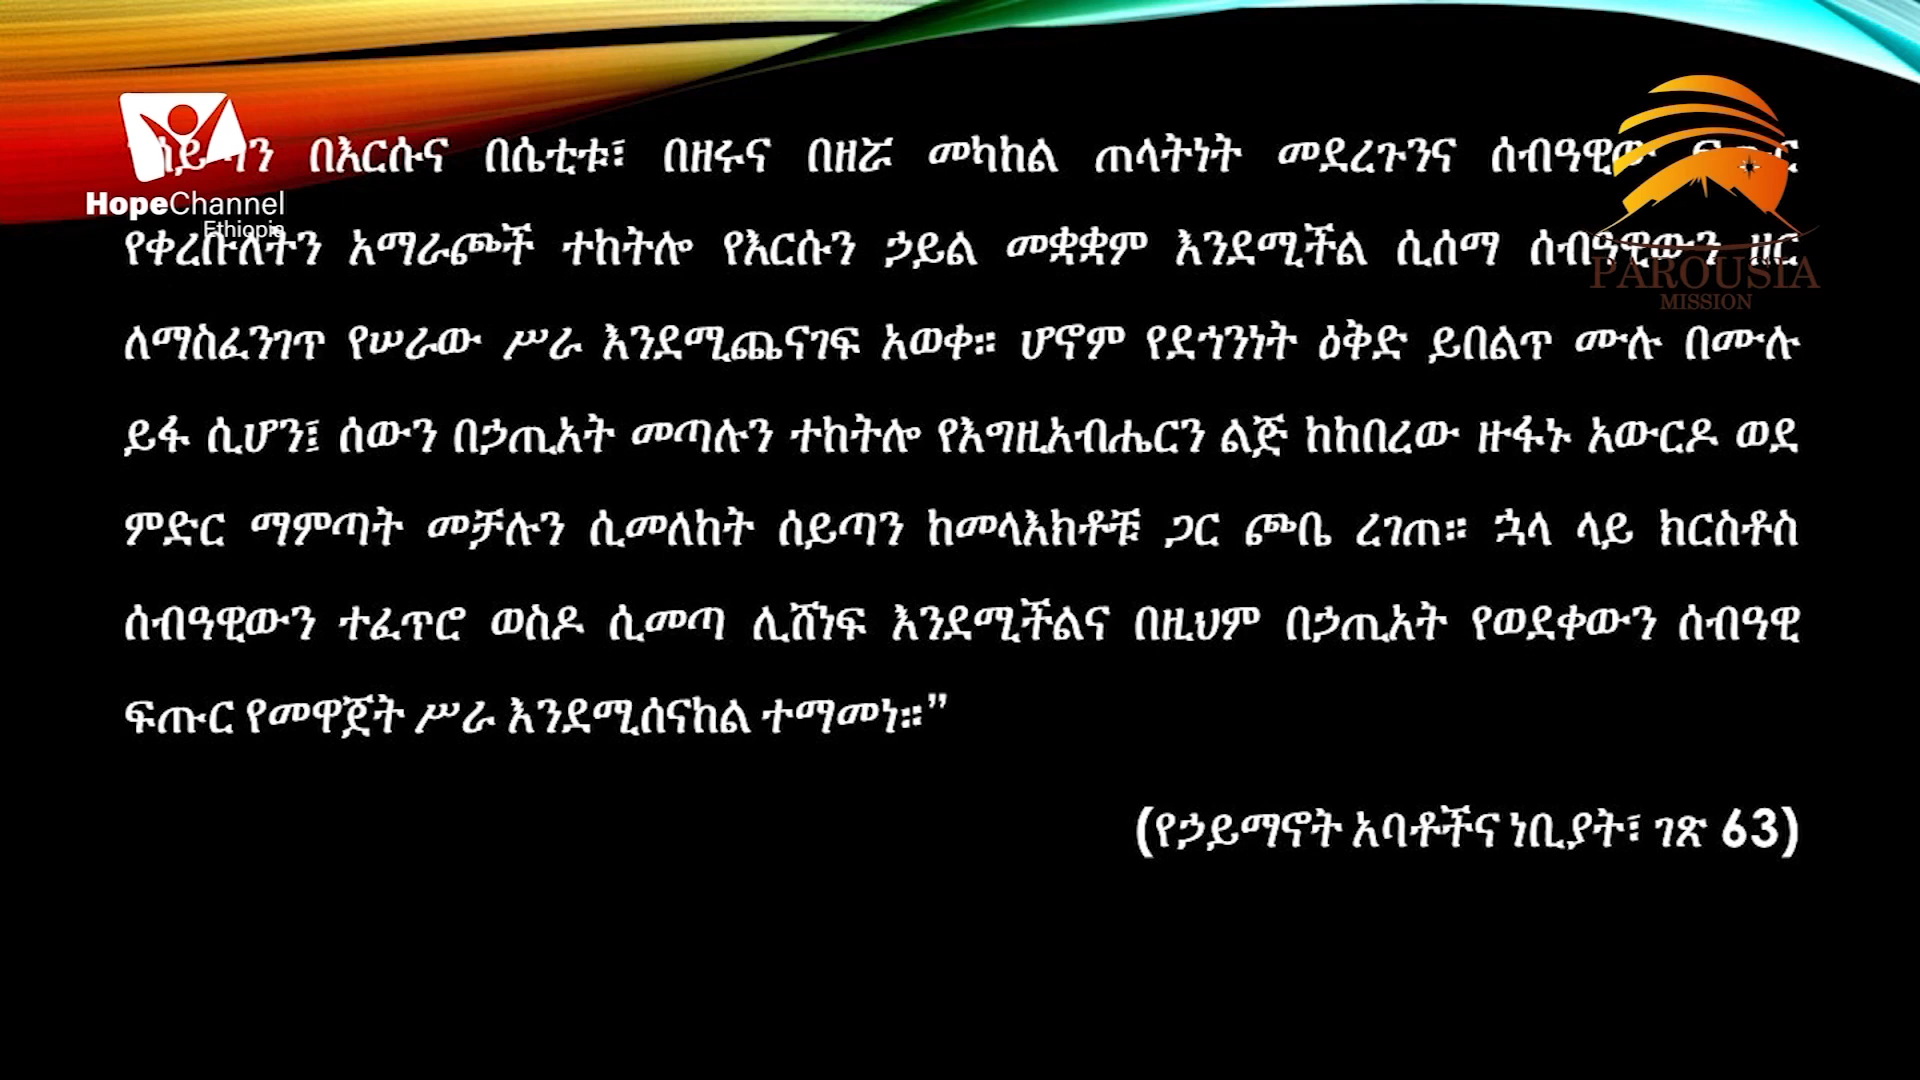 በእርሱና በሴቲቱ፣ በዘሩና በዘሯ መካከል ጠላትነት መደረጉንና ሰብዓዊው
የቀረቡለትን አማራጮች ተከትሎ የእርሱን ኃይል መቋቋም እንደሚችል ሲሰማ ሰብዓዊውን ዘር
ለማስፈንገጥ የሠራው ሥራ እንደሚጨናገፍ አወቀ። ሆኖም የደኅንነት ዕቅድ ይበልጥ ሙሉ በሙሉ
ይፋ ሲሆን፤ ሰውን በኃጢአት መጣሉን ተከትሎ የእግዚአብሔርን ልጅ ከከበረው ዙፋኑ አውርዶ ወደ
ምድር ማምጣት መቻሉን ሲመለከት ሰይጣን ከመላእክቶቹ ጋር ጮቤ ረገጠ። ኋላ ላይ ክርስቶስ
ሰብዓዊውን ተፈጥሮ ወስዶ ሲመጣ ሊሸነፍ እንደሚችልና በዚህም በኃጢአት የወደቀውን ሰብዓዊ
ፍጡር የመዋጀት ሥራ እንደሚሰናከል ተማመነ።”
(የኃይማኖት አባቶችና ነቢያት፣ ገጽ 63)
HopeChannel
Ethiopia
PAROUSIA
MISSION